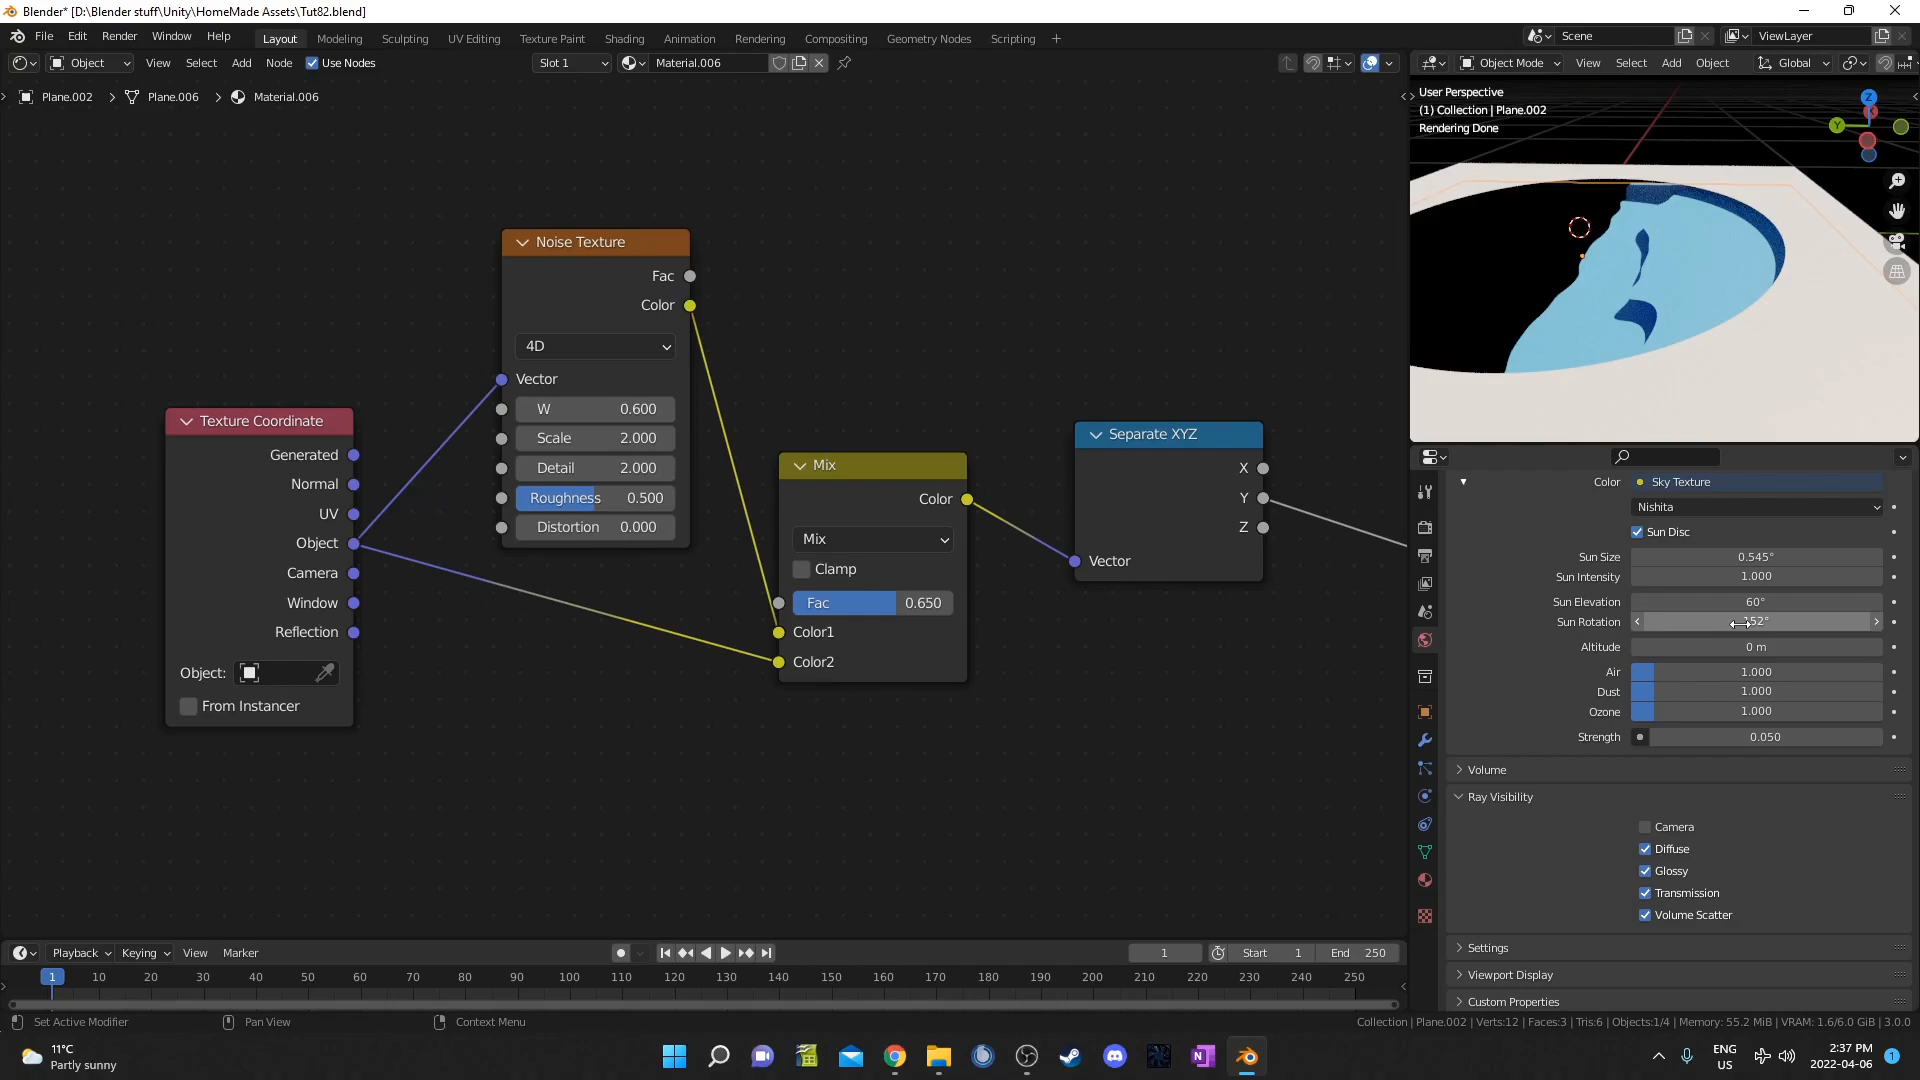 Blender* [D:\Blender stuff\Unity\HomeMade Assets\Tut82.blend]
File Edit Render Window Help Layout Modeling Sculpting UV Editing Texture Paint Shading Animation Rendering Compositing Geometry Nodes Scripting + Scene ViewLayer
Object View Select Add Node Use Nodes Slot 1 Material.006 Object Mode View Select Add Object Global
Plane.002 > Plane.006 > Material.006
User Perspective
(1) Collection | Plane.002
Rendering Done
Z
Y
Noise Texture
Fac
Color
4D
Vector
W 0.600
Scale 2.000
Detail 2.000
Roughness 0.500
Distortion 0.000
Texture Coordinate
Generated
Normal
UV
Object
Camera
Window
Reflection
Object:
From Instancer
Mix
Color
Mix
Clamp
Fac 0.650
Color1
Color2
Separate XYZ
X
Y
Z
Vector
Color Sky Texture
Nishita
Sun Disc
Sun Size 0.545°
Sun Intensity 1.000
Sun Elevation 60°
Sun Rotation
Altitude 0 m
Air 1.000
Dust 1.000
Ozone 1.000
Strength 0.050
Volume
Ray Visibility
Camera
Diffuse
Glossy
Transmission
Volume Scatter
Settings
Viewport Display
Custom Properties
Playback Keying View Marker 1 Start 1 End 250
1 10 20 30 40 50 60 70 80 90 100 110 120 130 140 150 160 170 180 190 200 210 220 230 240 250
Set Active Modifier Pan View Context Menu Collection | Plane.002 | Verts:12 | Faces:3 | Tris:6 | Objects:1/4 | Memory: 55.2 MiB | VRAM: 1.6/6.0 GiB | 3.0.0
11°C
Partly sunny
ENG
US
2:37 PM
2022-04-06
1